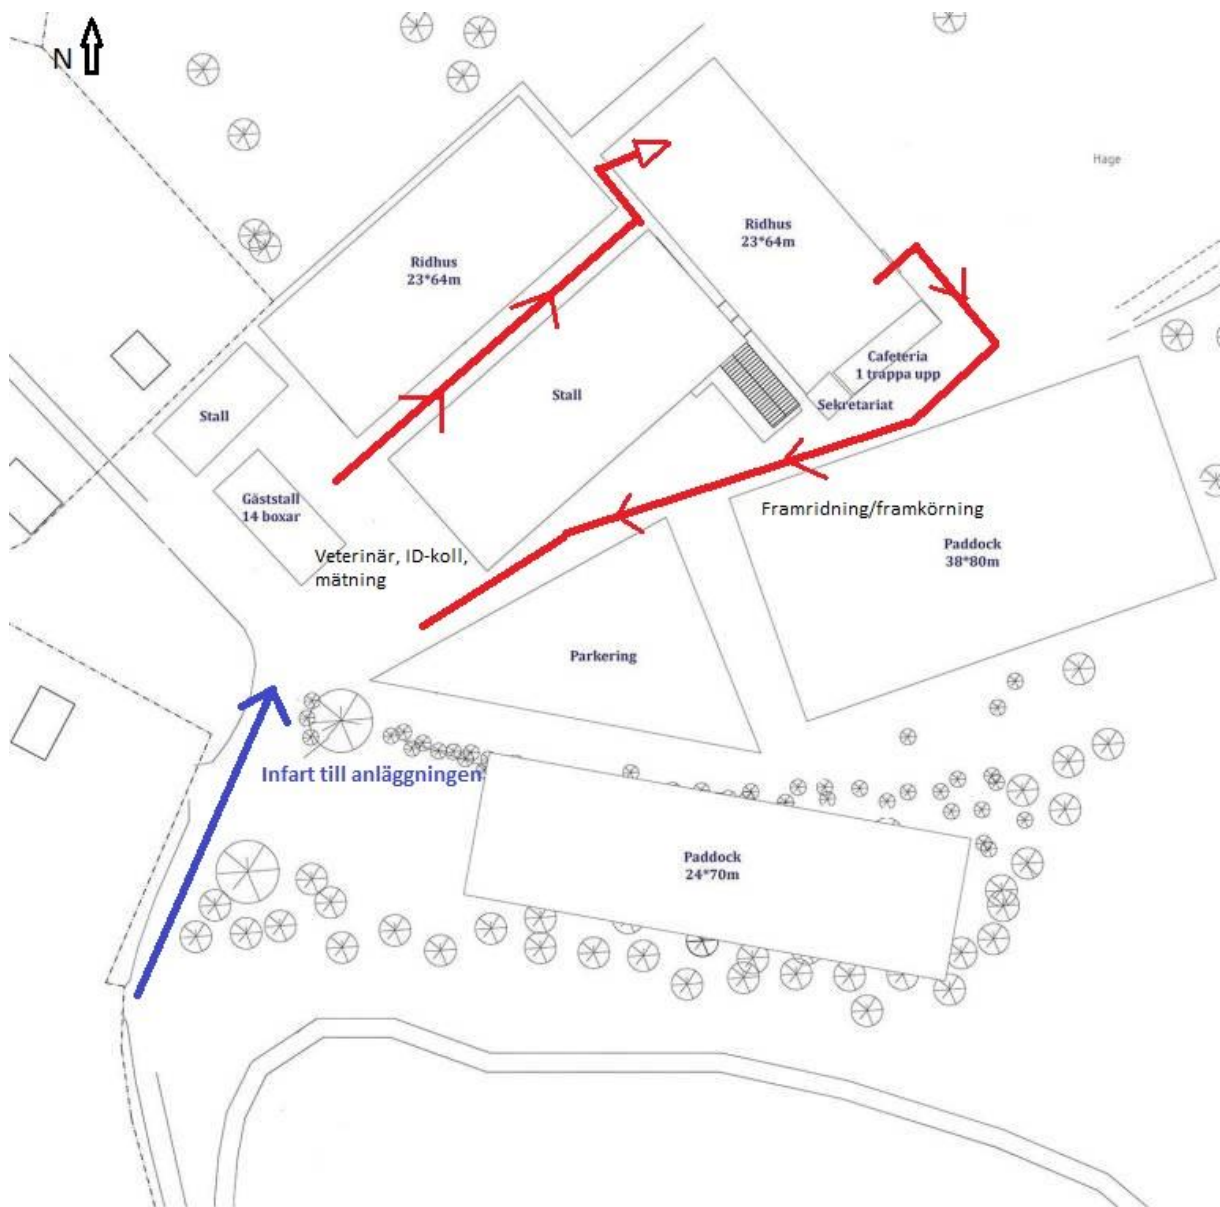 N
Hage
Ridhus
23*64m
Ridhus
23*64m
Cafeteria
1 trappa upp
Sekretariat
Stall
Stall
Gäststall
14 boxar
Veterinär, ID-koll,
mätning
Framridning/framkörning
Paddock
38*80m
Parkering
Infart till anläggningen
Paddock
24*70m